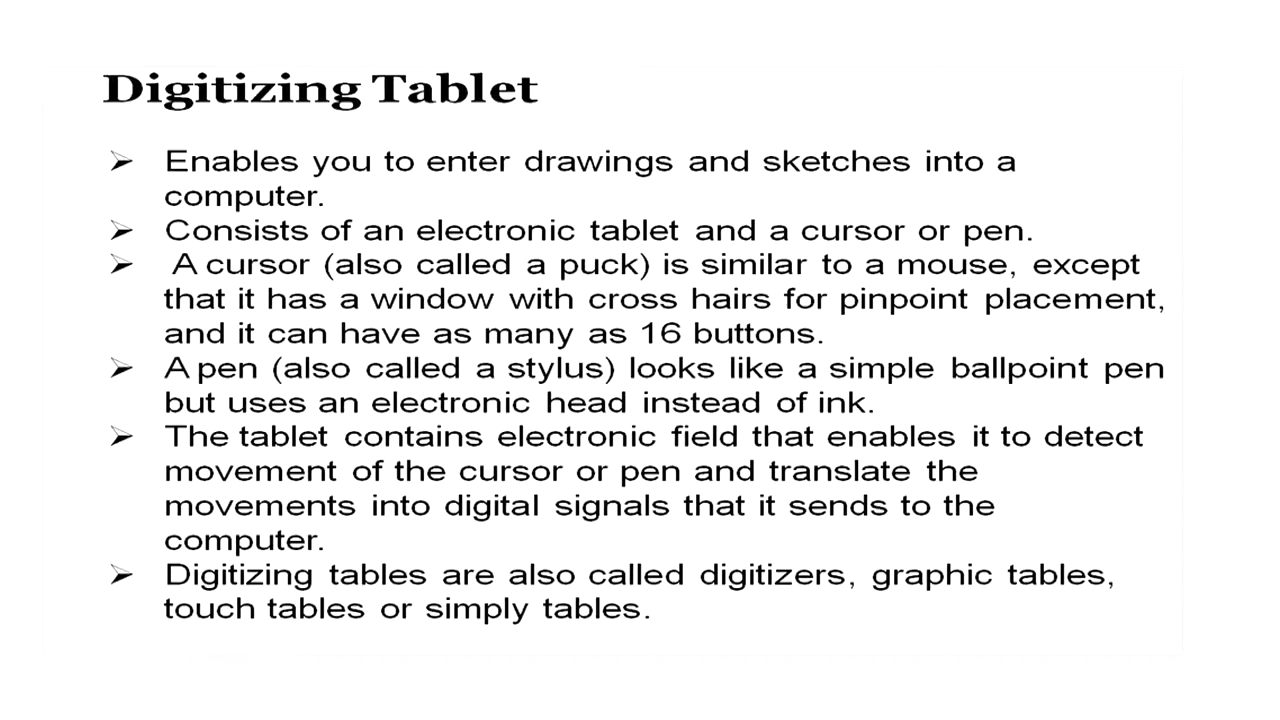 Digitizing Tablet
➢ Enables you to enter drawings and sketches into a
computer.
➢ Consists of an electronic tablet and a cursor or pen.
➢ A cursor (also called a puck) is similar to a mouse, except
that it has a window with cross hairs for pinpoint placement,
and it can have as many as 16 buttons.
➢ A pen (also called a stylus) looks like a simple ballpoint pen
but uses an electronic head instead of ink.
➢ The tablet contains electronic field that enables it to detect
movement of the cursor or pen and translate the
movements into digital signals that it sends to the
computer.
➢ Digitizing tables are also called digitizers, graphic tables,
touch tables or simply tables.